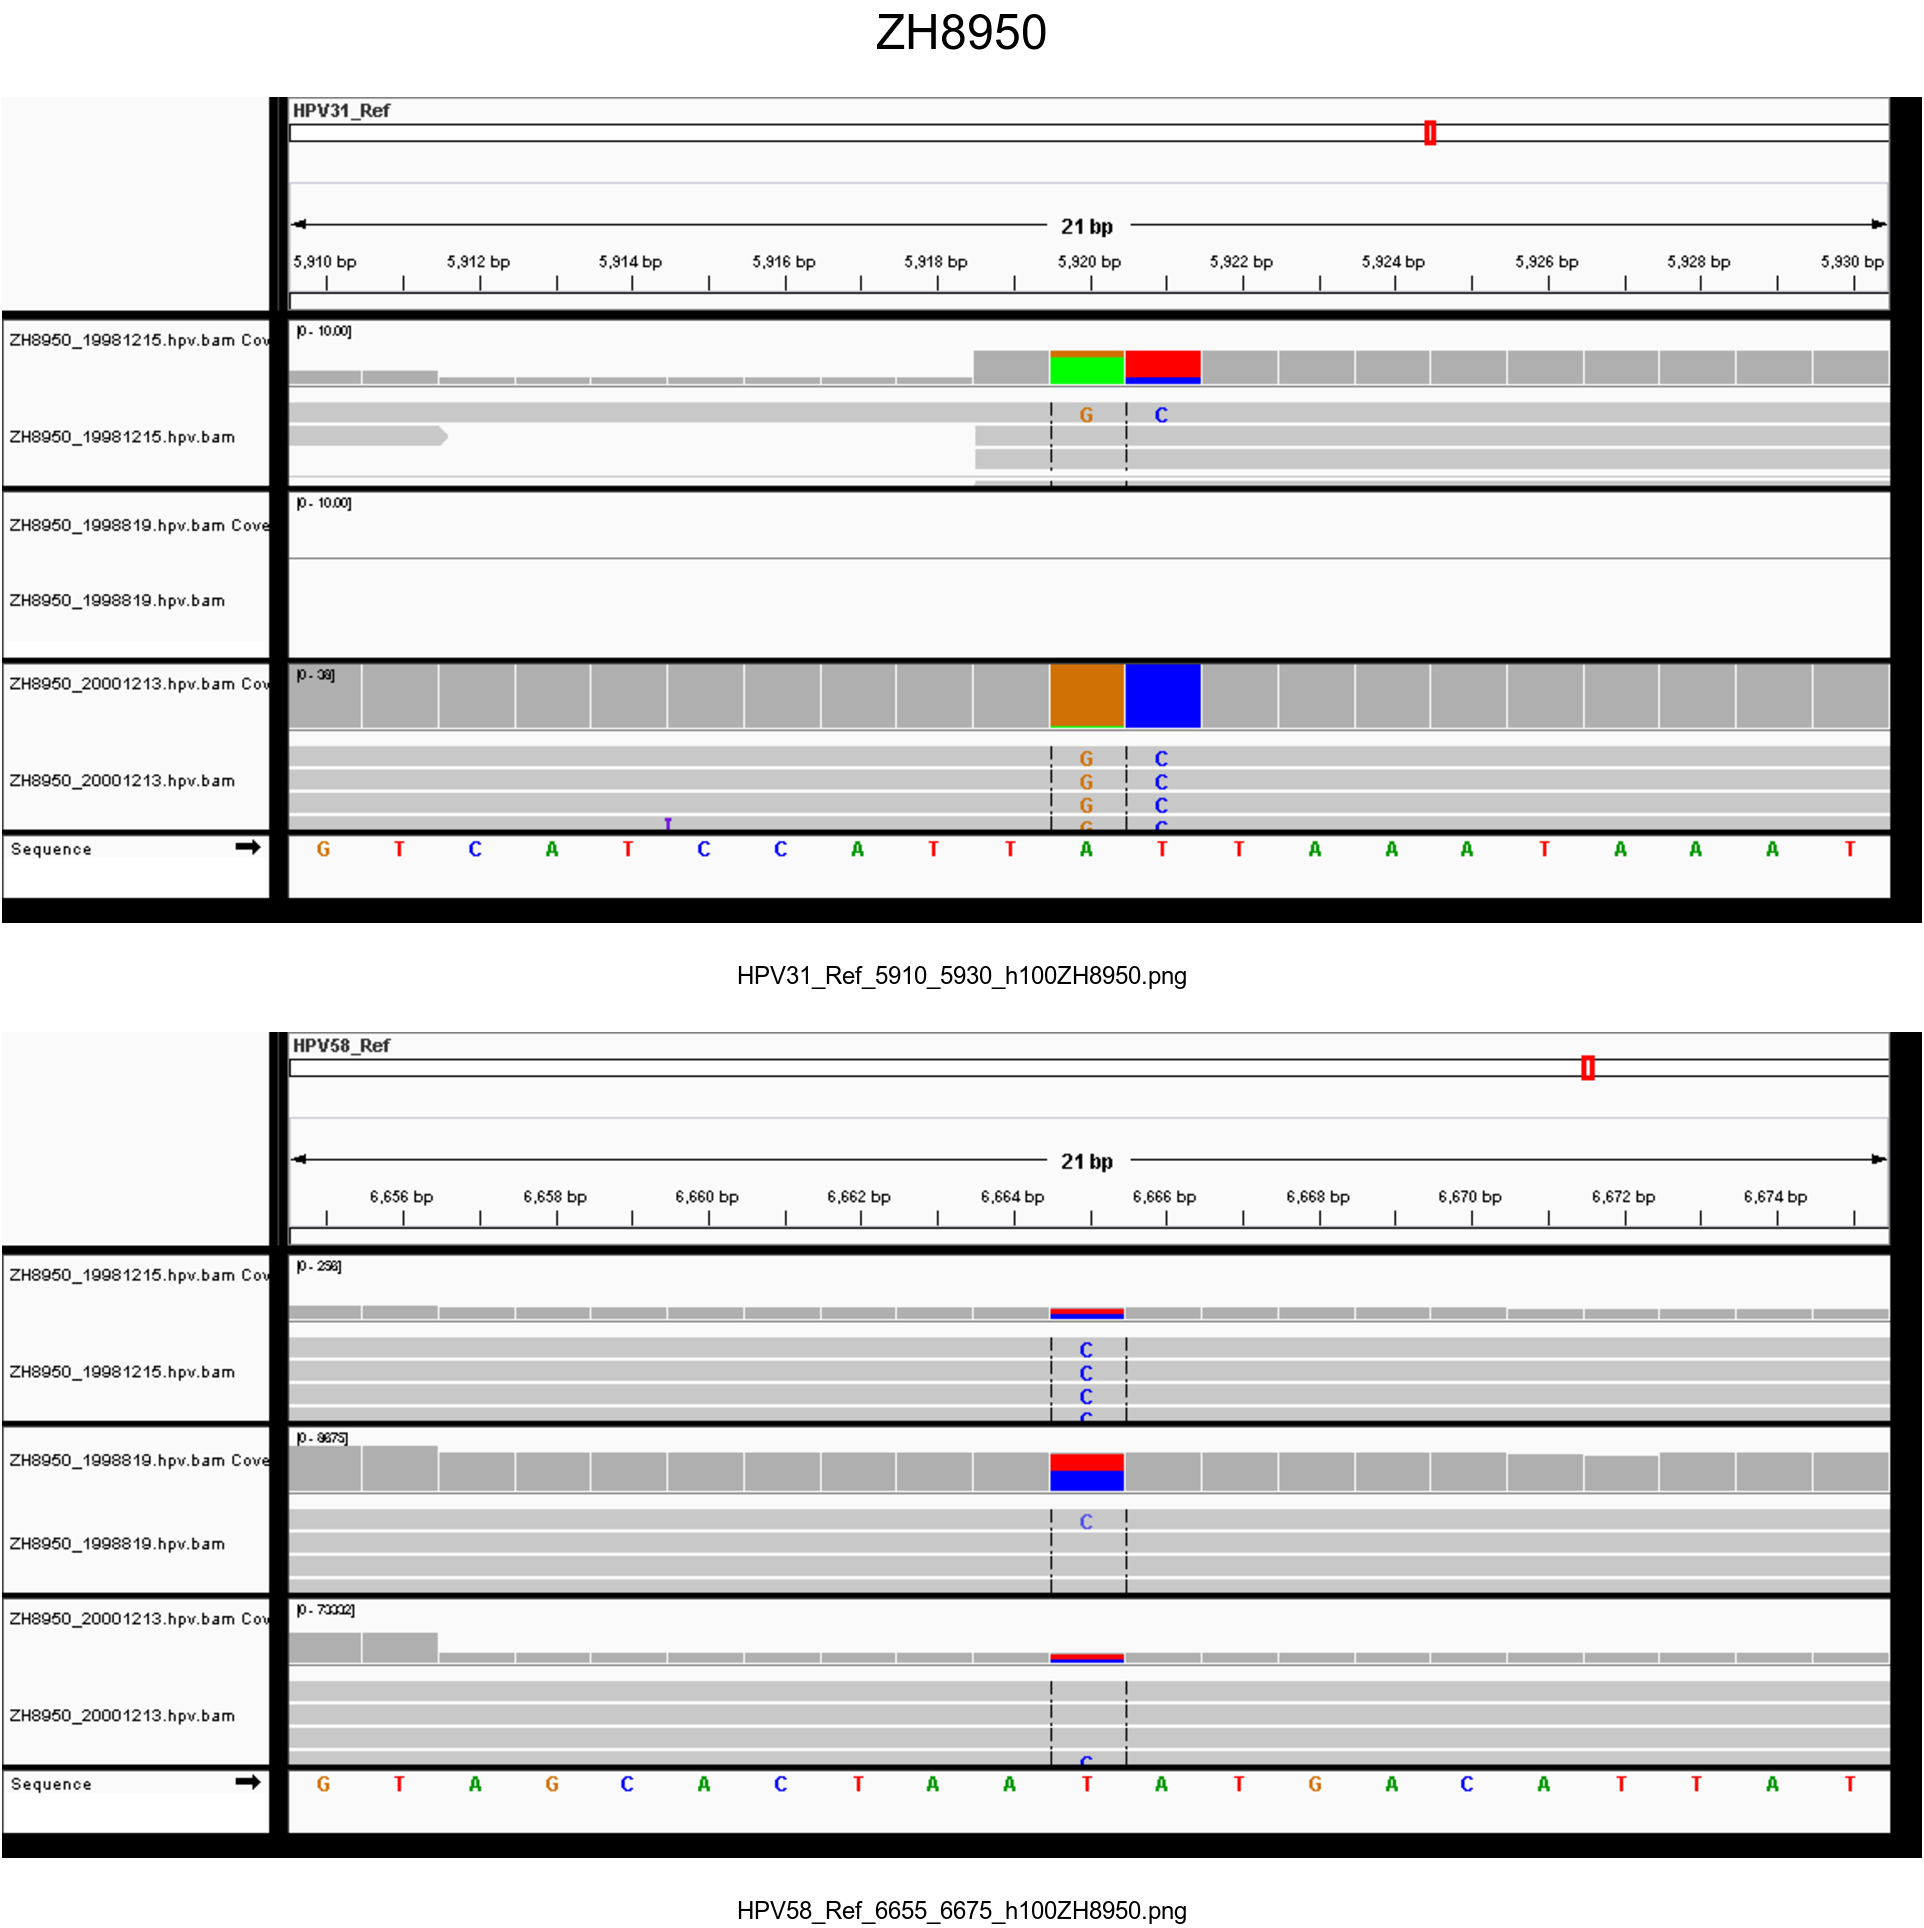 ZH8950
HPV31_Ref
21 bp
5,910 bp 5,912 bp 5,914 bp 5,916 bp 5,918 bp 5,920 bp 5,922 bp 5,924 bp 5,926 bp 5,928 bp 5,930 bp
ZH8950_19981215.hpv.bam Cov
[0 - 10.00]
G C
ZH8950_19981215.hpv.bam
[0 - 10.00]
ZH8950_1998819.hpv.bam Cove
ZH8950_1998819.hpv.bam
ZH8950_20001213.hpv.bam Cov
[0 - 38]
G C
G C
G C
G C
ZH8950_20001213.hpv.bam
Sequence G T C A T C C A T T A T T A A A T A A A T
HPV31_Ref_5910_5930_h100ZH8950.png
HPV58_Ref
21 bp
6,656 bp 6,658 bp 6,660 bp 6,662 bp 6,664 bp 6,666 bp 6,668 bp 6,670 bp 6,672 bp 6,674 bp
ZH8950_19981215.hpv.bam Cov
[0 - 256]
C
C
C
C
ZH8950_19981215.hpv.bam
[0 - 8675]
ZH8950_1998819.hpv.bam Cove
C
ZH8950_1998819.hpv.bam
ZH8950_20001213.hpv.bam Cov
ZH8950_20001213.hpv.bam
C
Sequence G T A G C A C T A A T A T G A C A T T A T
HPV58_Ref_6655_6675_h100ZH8950.png